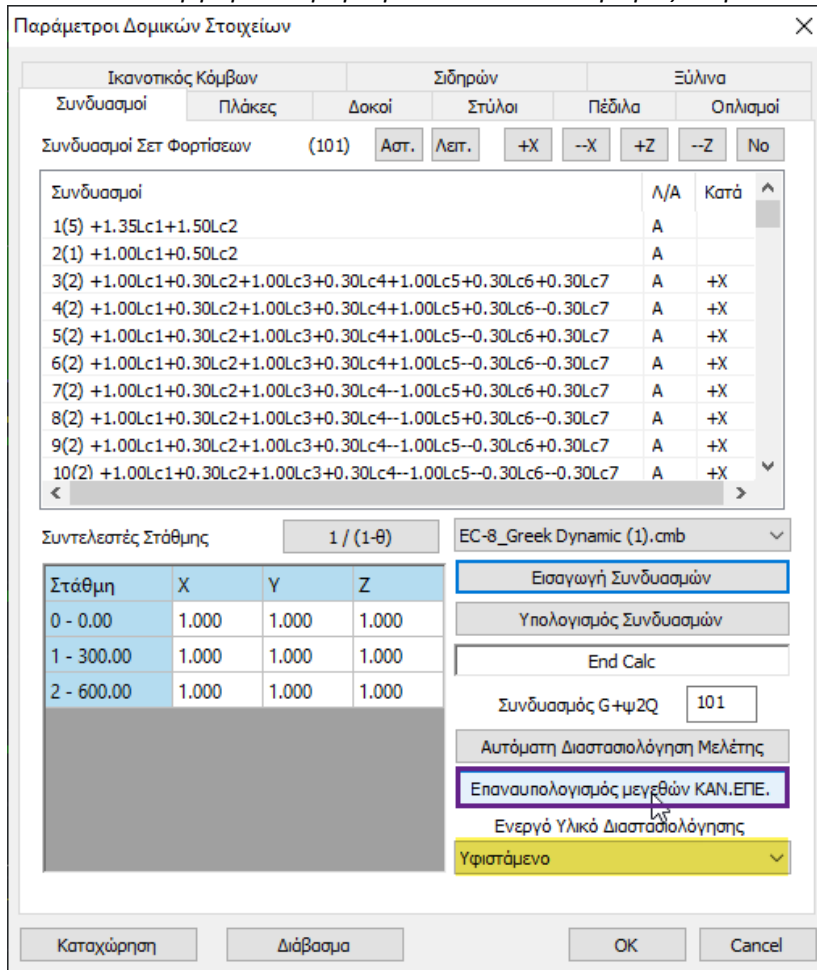 Παράμετροι Δομικών Στοιχείων
Ικανοτικός Κόμβων Σιδηρών Ξύλινα
Συνδυασμοί Πλάκες Δοκοί Στύλοι Πέδιλα Οπλισμοί
Συνδυασμοί Σετ Φορτίσεων (101) Αστ. Λειτ. +X --X +Z --Z No
Συνδυασμοί Λ/Α Κατά
1(5) +1.35Lc1+1.50Lc2 A
2(1) +1.00Lc1+0.50Lc2 A
3(2) +1.00Lc1+0.30Lc2+1.00Lc3+0.30Lc4+1.00Lc5+0.30Lc6+0.30Lc7 A +X
4(2) +1.00Lc1+0.30Lc2+1.00Lc3+0.30Lc4+1.00Lc5+0.30Lc6--0.30Lc7 A +X
5(2) +1.00Lc1+0.30Lc2+1.00Lc3+0.30Lc4+1.00Lc5--0.30Lc6+0.30Lc7 A +X
6(2) +1.00Lc1+0.30Lc2+1.00Lc3+0.30Lc4+1.00Lc5--0.30Lc6--0.30Lc7 A +X
7(2) +1.00Lc1+0.30Lc2+1.00Lc3+0.30Lc4--1.00Lc5+0.30Lc6+0.30Lc7 A +X
8(2) +1.00Lc1+0.30Lc2+1.00Lc3+0.30Lc4--1.00Lc5+0.30Lc6--0.30Lc7 A +X
9(2) +1.00Lc1+0.30Lc2+1.00Lc3+0.30Lc4--1.00Lc5--0.30Lc6+0.30Lc7 A +X
10(2) +1.00Lc1+0.30Lc2+1.00Lc3+0.30Lc4--1.00Lc5--0.30Lc6--0.30Lc7 A +X
Συντελεστές Στάθμης 1 / (1-θ) EC-8_Greek Dynamic (1).cmb
Στάθμη X Y Z
0 - 0.00 1.000 1.000 1.000
1 - 300.00 1.000 1.000 1.000
2 - 600.00 1.000 1.000 1.000
Εισαγωγή Συνδυασμών
Υπολογισμός Συνδυασμών
End Calc
Συνδυασμός G+ψ2Q 101
Αυτόματη Διαστασιολόγηση Μελέτης
Επαναυπολογισμός μεγεθών ΚΑΝ.ΕΠΕ.
Ενεργό Υλικό Διαστασιολόγησης
Υφιστάμενο
Καταχώρηση Διάβασμα OK Cancel